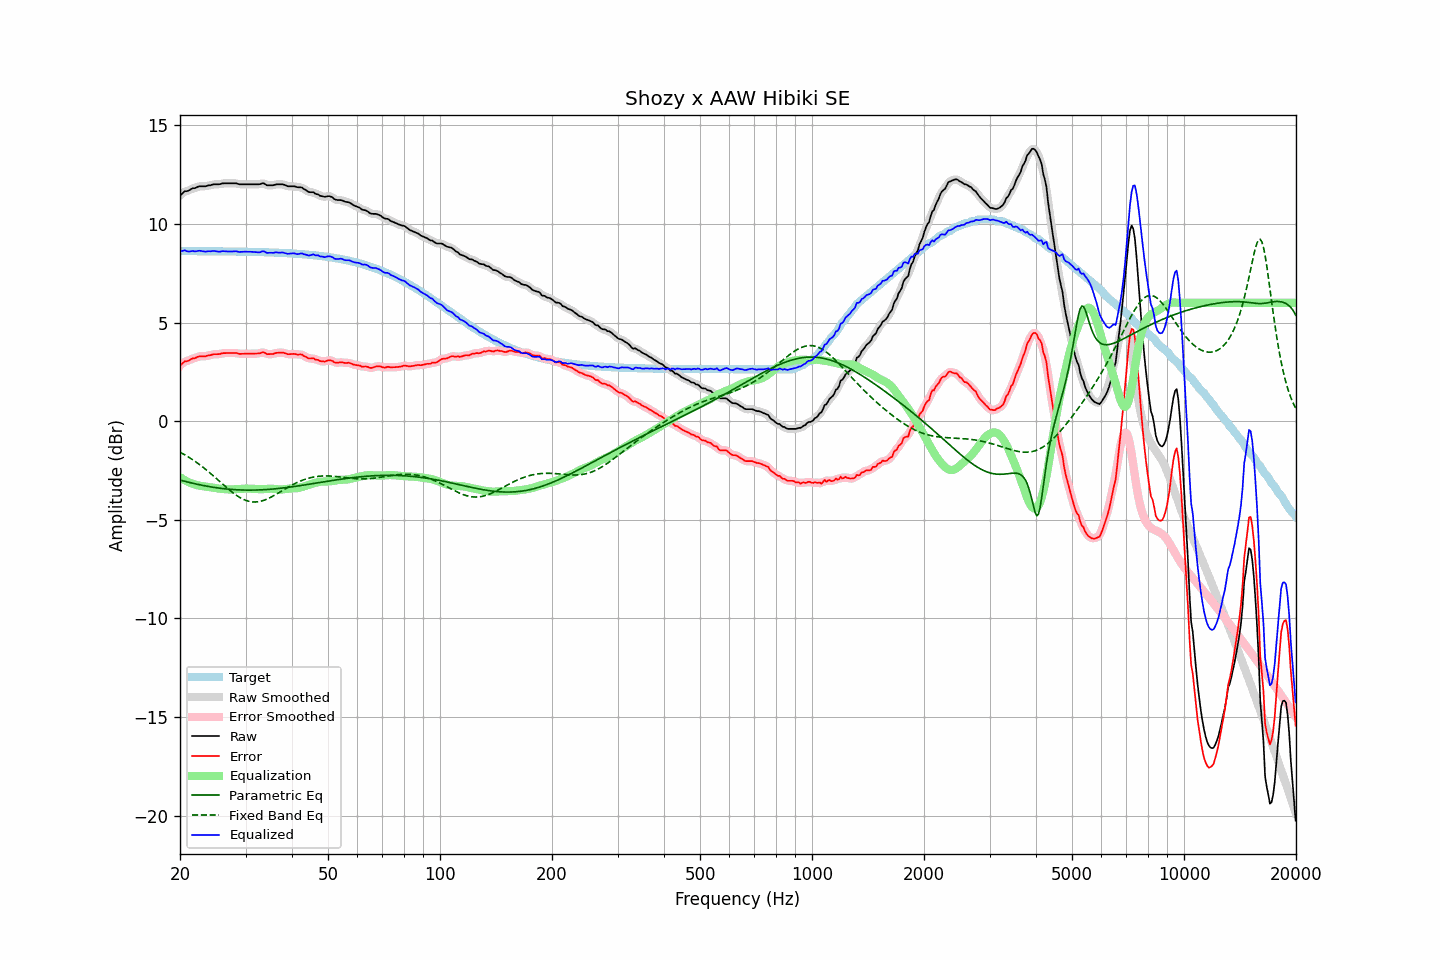 Shozy x AAW Hibiki SE
15
10
5
0
−5
−10
−15
−20
Amplitude (dBr)
Target
Raw Smoothed
Error Smoothed
Raw
Error
Equalization
Parametric Eq
Fixed Band Eq
Equalized
20 50 100 200 500 1000 2000 5000 10000 20000
Frequency (Hz)